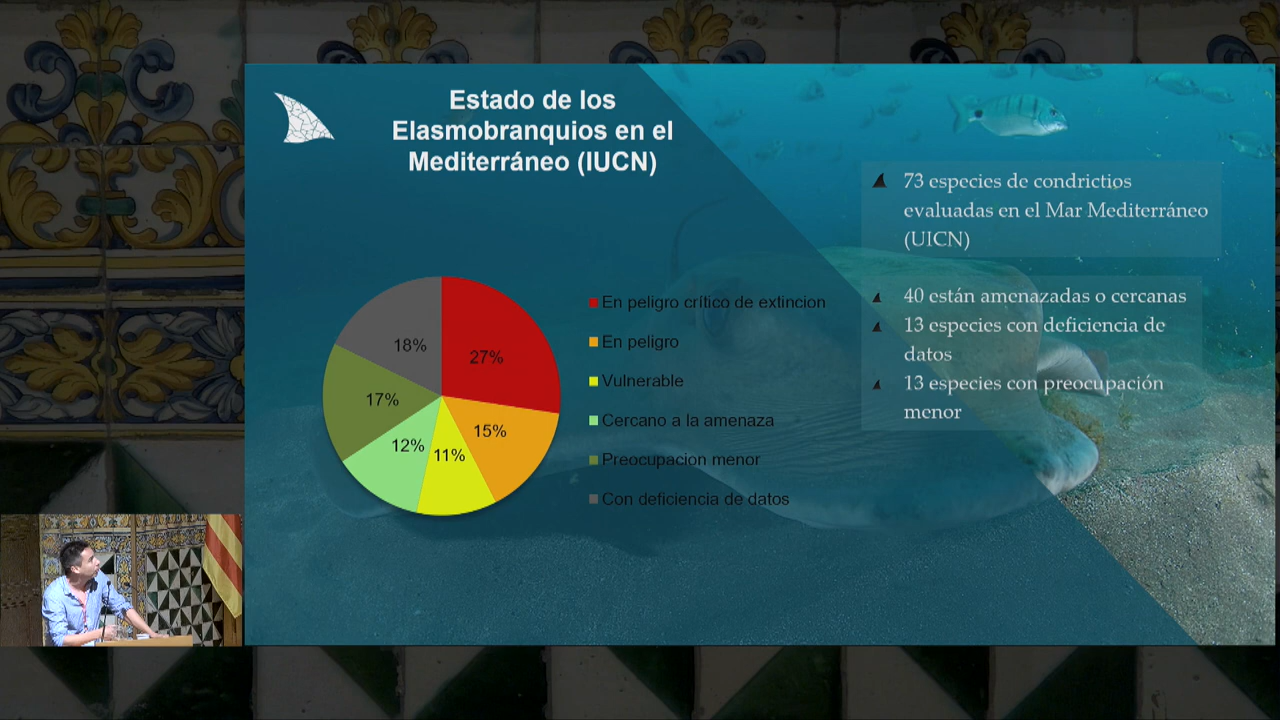 Estado de los
Elasmobranquios en el
Mediterráneo (IUCN)
73 especies de condrictios
evaluadas en el Mar Mediterráneo
(UICN)
40 están amenazadas o cercanas
13 especies con deficiencia de
datos
13 especies con preocupación
menor
27%
15%
11%
12%
17%
18%
En peligro crítico de extincion
En peligro
Vulnerable
Cercano a la amenaza
Preocupacion menor
Con deficiencia de datos